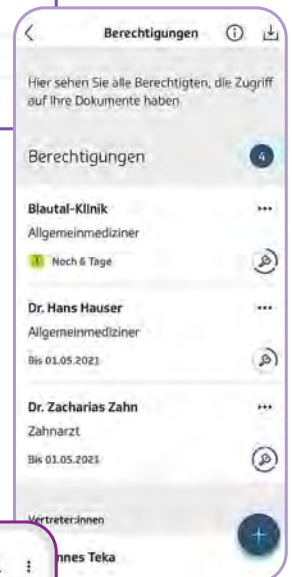 Berechtigungen
Hier sehen Sie alle Berechtigten, die Zugriff
auf Ihre Dokumente haben
Berechtigungen 4
Blautal-Klinik
Allgemeinmediziner
Noch 6 Tage
Dr. Hans Hauser
Allgemeinmediziner
Bis 01.05.2021
Dr. Zacharias Zahn
Zahnarzt
Bis 01.05.2021
Vertreter:innen
Teka